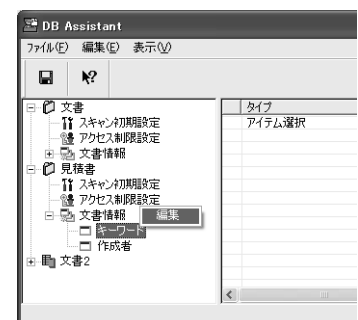 DB Assistant
ファイル(F) 編集(E) 表示(V)
文書
スキャン初期設定
アクセス制限設定
文書情報
見積書
スキャン初期設定
アクセス制限設定
文書情報
編集
キーワード
作成者
文書2
タイプ
アイテム選択